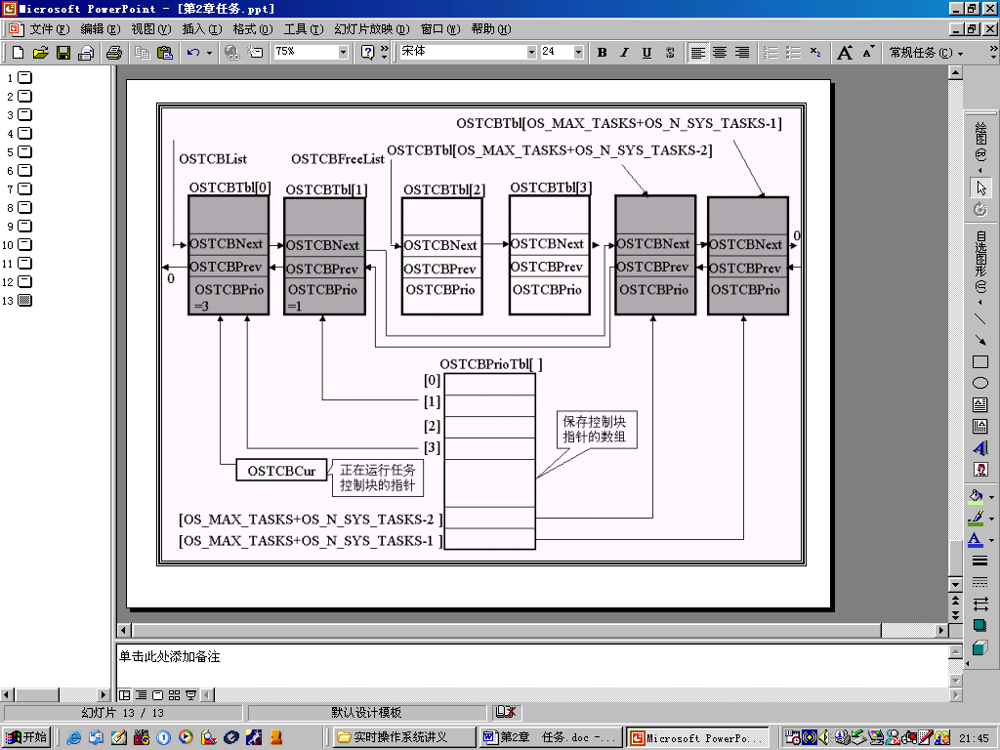 Microsoft PowerPoint - [第2章任务.ppt]
文件(F) 编辑(E) 视图(V) 插入(I) 格式(O) 工具(T) 幻灯片放映(D) 窗口(W) 帮助(H)
75% 宋体 24 B I U S 常规任务(C)
1
2
3
4
5
6
7
8
9
10
11
12
13
OSTCBTbl[OS_MAX_TASKS+OS_N_SYS_TASKS-1]
OSTCBTbl[OS_MAX_TASKS+OS_N_SYS_TASKS-2]
OSTCBList OSTCBFreeList
OSTCBTbl[0] OSTCBTbl[1] OSTCBTbl[2] OSTCBTbl[3]
0
OSTCBNext OSTCBNext OSTCBNext OSTCBNext OSTCBNext OSTCBNext
OSTCBPrev OSTCBPrev OSTCBPrev OSTCBPrev OSTCBPrev OSTCBPrev
0
OSTCBPrio OSTCBPrio OSTCBPrio OSTCBPrio OSTCBPrio OSTCBPrio
=3 =1
OSTCBPrioTbl[ ]
[0]
[1]
[2]
[3]
保存控制块
指针的数组
OSTCBCur
正在运行任务
控制块的指针
[OS_MAX_TASKS+OS_N_SYS_TASKS-2 ]
[OS_MAX_TASKS+OS_N_SYS_TASKS-1 ]
绘图
自选图形
单击此处添加备注
幻灯片 13 / 13 默认设计模板
开始 实时操作系统讲义 第2章 任务.doc -... Microsoft PowerPo... 21:45